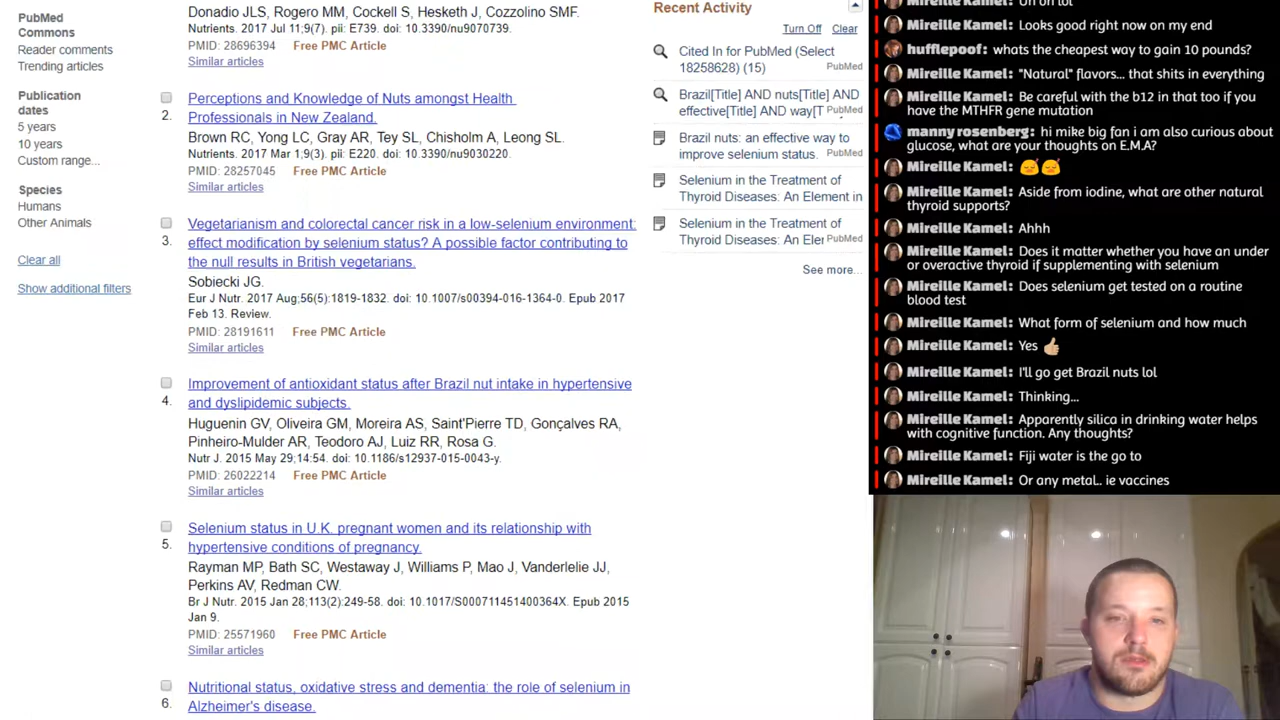 PubMed
Commons
Reader comments
Trending articles
Publication
dates
5 years
10 years
Custom range...
Species
Humans
Other Animals
Clear all
Show additional filters
Donadio JLS, Rogero MM, Cockell S, Hesketh J, Cozzolino SMF.
Nutrients. 2017 Jul 11;9(7). pii: E739. doi: 10.3390/nu9070739.
PMID: 28696394 Free PMC Article
Similar articles
Perceptions and Knowledge of Nuts amongst Health
2. Professionals in New Zealand.
Brown RC, Yong LC, Gray AR, Tey SL, Chisholm A, Leong SL.
Nutrients. 2017 Mar 1;9(3). pii: E220. doi: 10.3390/nu9030220.
PMID: 28257045 Free PMC Article
Similar articles
Vegetarianism and colorectal cancer risk in a low-selenium environment:
3. effect modification by selenium status? A possible factor contributing to
the null results in British vegetarians.
Sobiecki JG.
Eur J Nutr. 2017 Aug;56(5):1819-1832. doi: 10.1007/s00394-016-1364-0. Epub 2017
Feb 13. Review.
PMID: 28191611 Free PMC Article
Similar articles
Improvement of antioxidant status after Brazil nut intake in hypertensive
4. and dyslipidemic subjects.
Huguenin GV, Oliveira GM, Moreira AS, Saint'Pierre TD, Gonçalves RA,
Pinheiro-Mulder AR, Teodoro AJ, Luiz RR, Rosa G.
Nutr J. 2015 May 29;14:54. doi: 10.1186/s12937-015-0043-y.
PMID: 26022214 Free PMC Article
Similar articles
Selenium status in U.K. pregnant women and its relationship with
5. hypertensive conditions of pregnancy.
Rayman MP, Bath SC, Westaway J, Williams P, Mao J, Vanderlelie JJ,
Perkins AV, Redman CW.
Br J Nutr. 2015 Jan 28;113(2):249-58. doi: 10.1017/S000711451400364X. Epub 2015
Jan 9.
PMID: 25571960 Free PMC Article
Similar articles
Nutritional status, oxidative stress and dementia: the role of selenium in
6. Alzheimer's disease.
Recent Activity
Turn Off Clear
Cited In for PubMed (Select
18258628) (15) PubMed
Brazil[Title] AND nuts[Title] AND
effective[Title] AND way[T PubMed
Brazil nuts: an effective way to
improve selenium status. PubMed
Selenium in the Treatment of
Thyroid Diseases: An Element in
Selenium in the Treatment of
Thyroid Diseases: An Eler PubMed
See more...
Mireille Kamel: Looks good right now on my end
hufflepoof: whats the cheapest way to gain 10 pounds?
Mireille Kamel: "Natural" flavors... that shits in everything
Mireille Kamel: Be careful with the b12 in that too if you
have the MTHFR gene mutation
manny rosenberg: hi mike big fan i am also curious about
glucose, what are your thoughts on E.M.A?
Mireille Kamel:
Mireille Kamel: Aside from iodine, what are other natural
thyroid supports?
Mireille Kamel: Ahhh
Mireille Kamel: Does it matter whether you have an under
or overactive thyroid if supplementing with selenium
Mireille Kamel: Does selenium get tested on a routine
blood test
Mireille Kamel: What form of selenium and how much
Mireille Kamel: Yes
Mireille Kamel: I'll go get Brazil nuts lol
Mireille Kamel: Thinking...
Mireille Kamel: Apparently silica in drinking water helps
with cognitive function. Any thoughts?
Mireille Kamel: Fiji water is the go to
Mireille Kamel: Or any metal.. ie vaccines